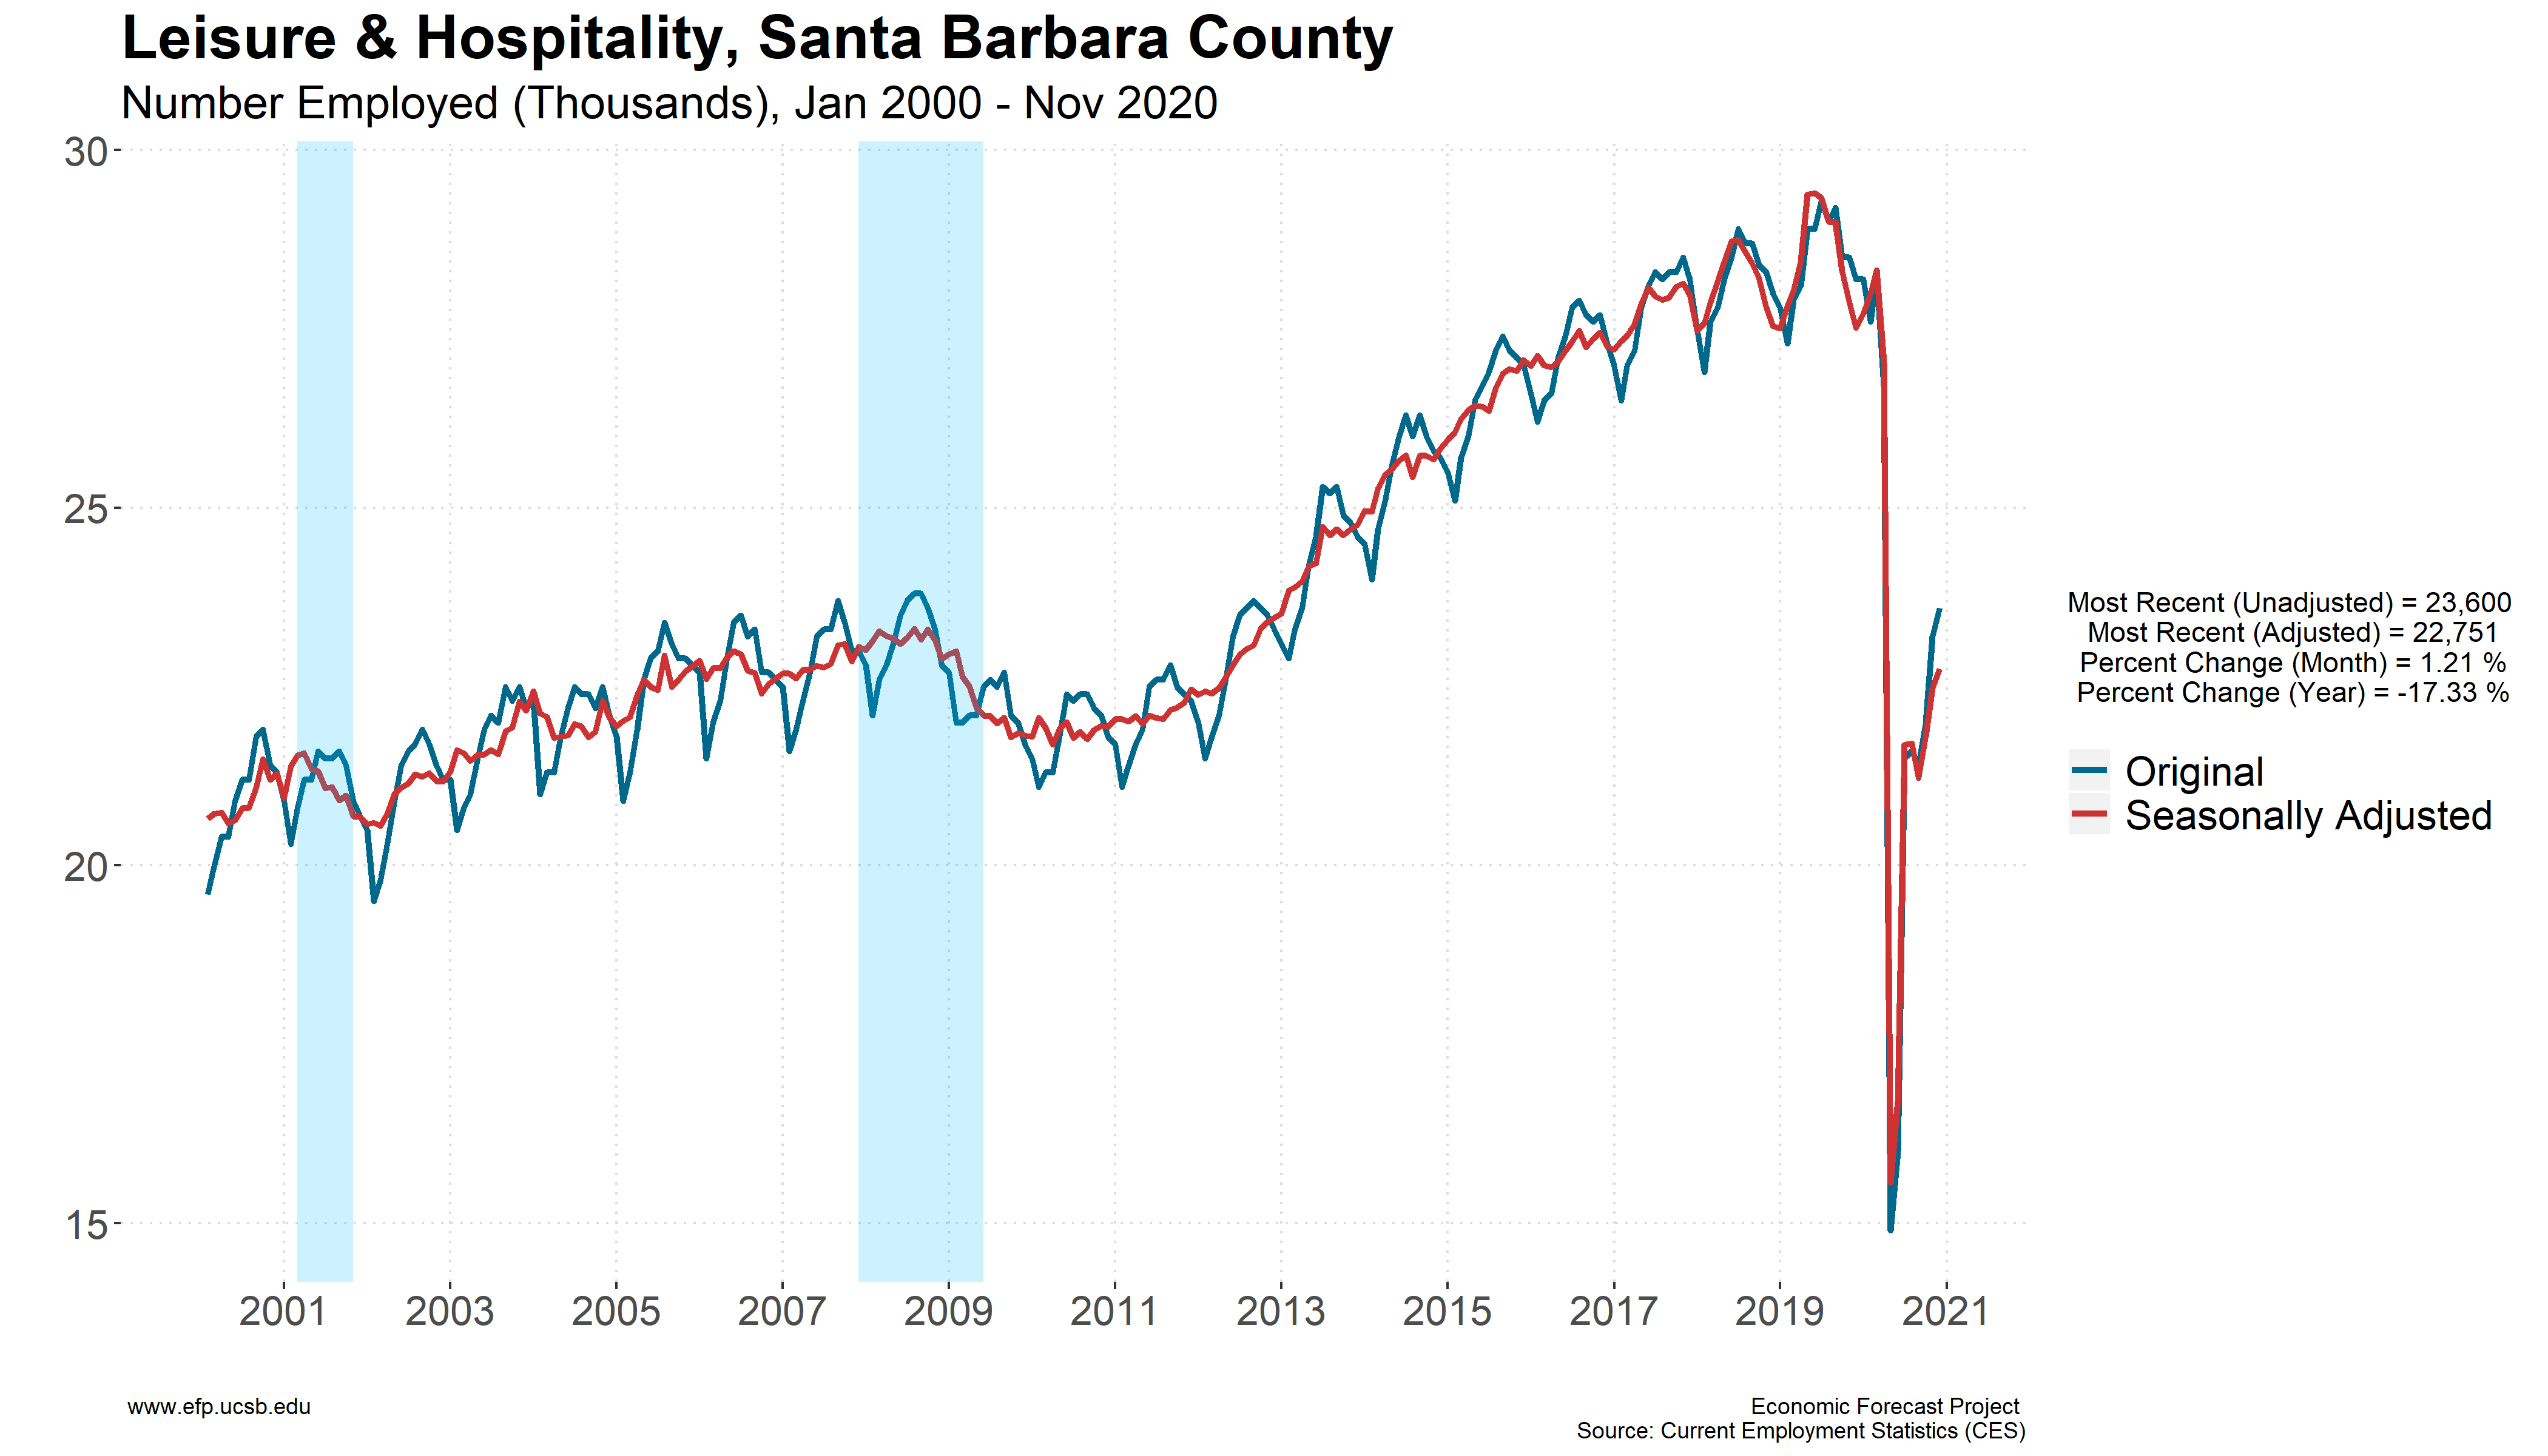 Leisure & Hospitality, Santa Barbara County
Number Employed (Thousands), Jan 2000 - Nov 2020
30
25
20
15
2001 2003 2005 2007 2009 2011 2013 2015 2017 2019 2021
Most Recent (Unadjusted) = 23,600
Most Recent (Adjusted) = 22,751
Percent Change (Month) = 1.21 %
Percent Change (Year) = -17.33 %
Original
Seasonally Adjusted
www.efp.ucsb.edu
Economic Forecast Project
Source: Current Employment Statistics (CES)